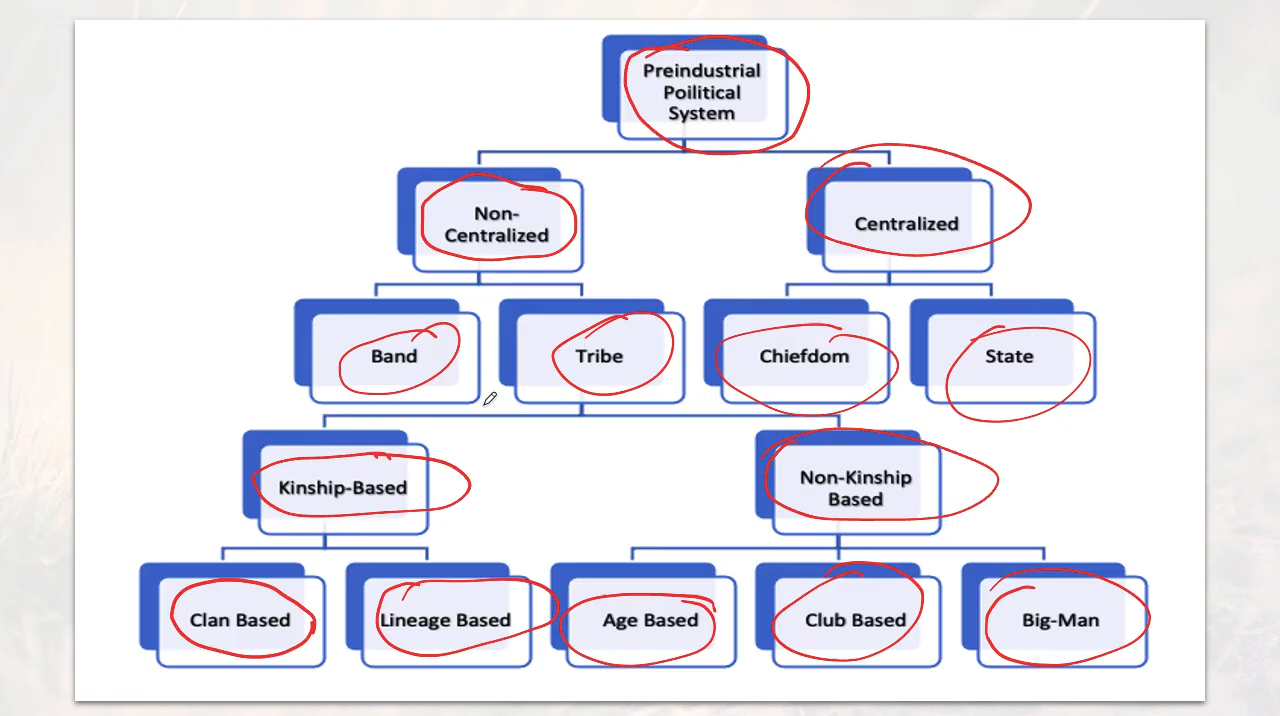 Preindustrial
Poilitical
System
Non-
Centralized
Centralized
Band
Tribe
Chiefdom
State
Kinship-Based
Non-Kinship
Based
Clan Based
Lineage Based
Age Based
Club Based
Big-Man